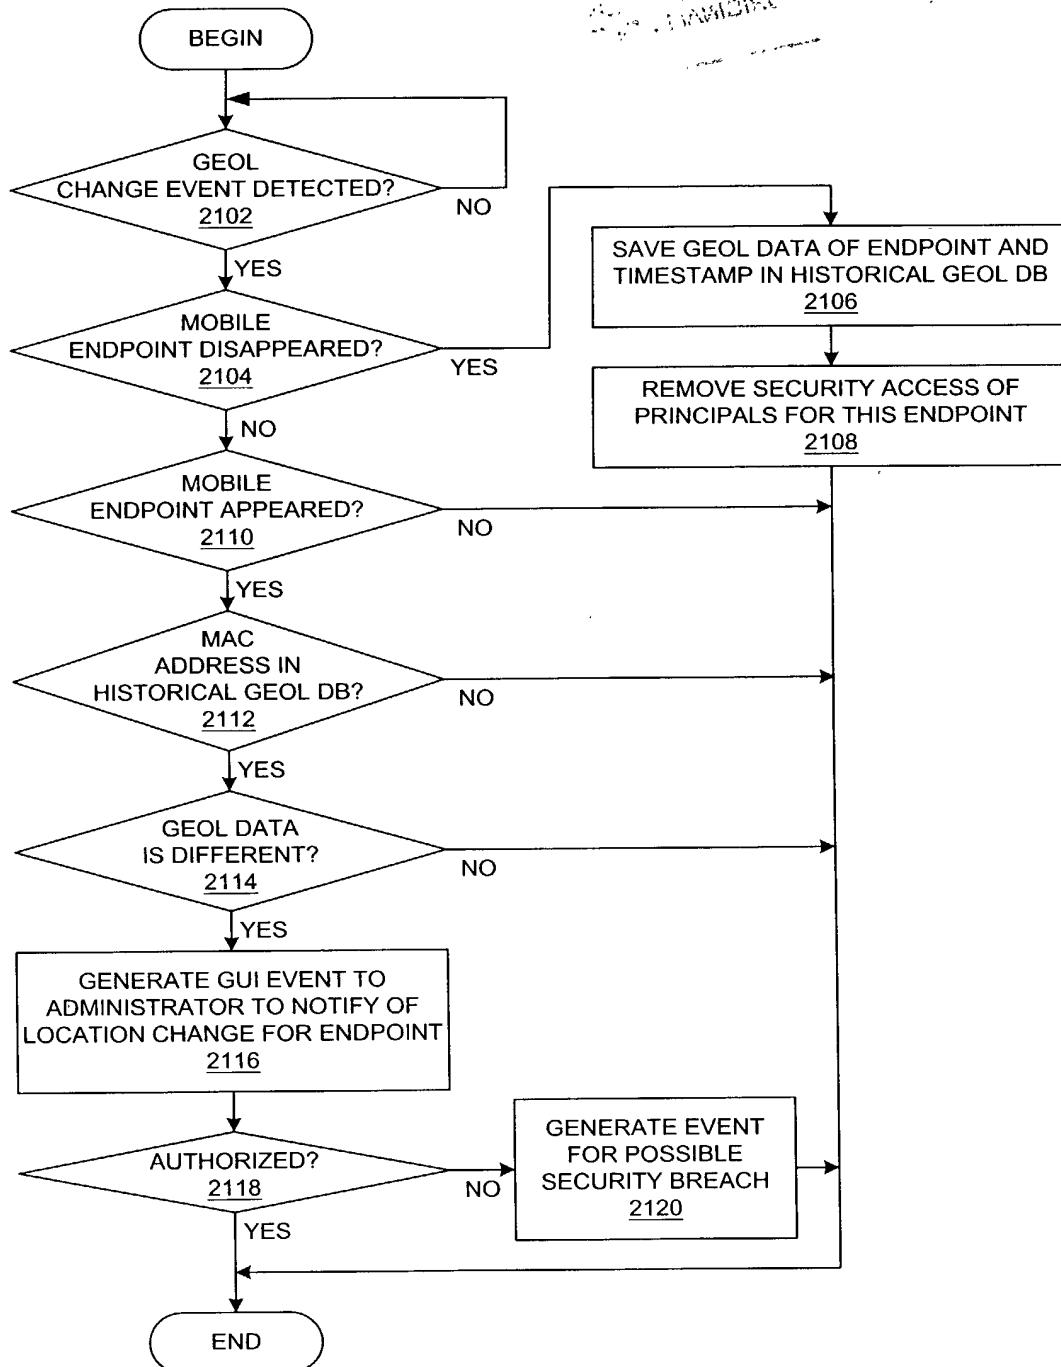 BEGIN
GEOL
CHANGE EVENT DETECTED?
2102
NO
YES
MOBILE
ENDPOINT DISAPPEARED?
2104
YES
NO
SAVE GEOL DATA OF ENDPOINT AND
TIMESTAMP IN HISTORICAL GEOL DB
2106
REMOVE SECURITY ACCESS OF
PRINCIPALS FOR THIS ENDPOINT
2108
MOBILE
ENDPOINT APPEARED?
2110
NO
YES
MAC
ADDRESS IN
HISTORICAL GEOL DB?
2112
NO
YES
GEOL DATA
IS DIFFERENT?
2114
NO
YES
GENERATE GUI EVENT TO
ADMINISTRATOR TO NOTIFY OF
LOCATION CHANGE FOR ENDPOINT
2116
AUTHORIZED?
2118
NO
YES
GENERATE EVENT
FOR POSSIBLE
SECURITY BREACH
2120
END